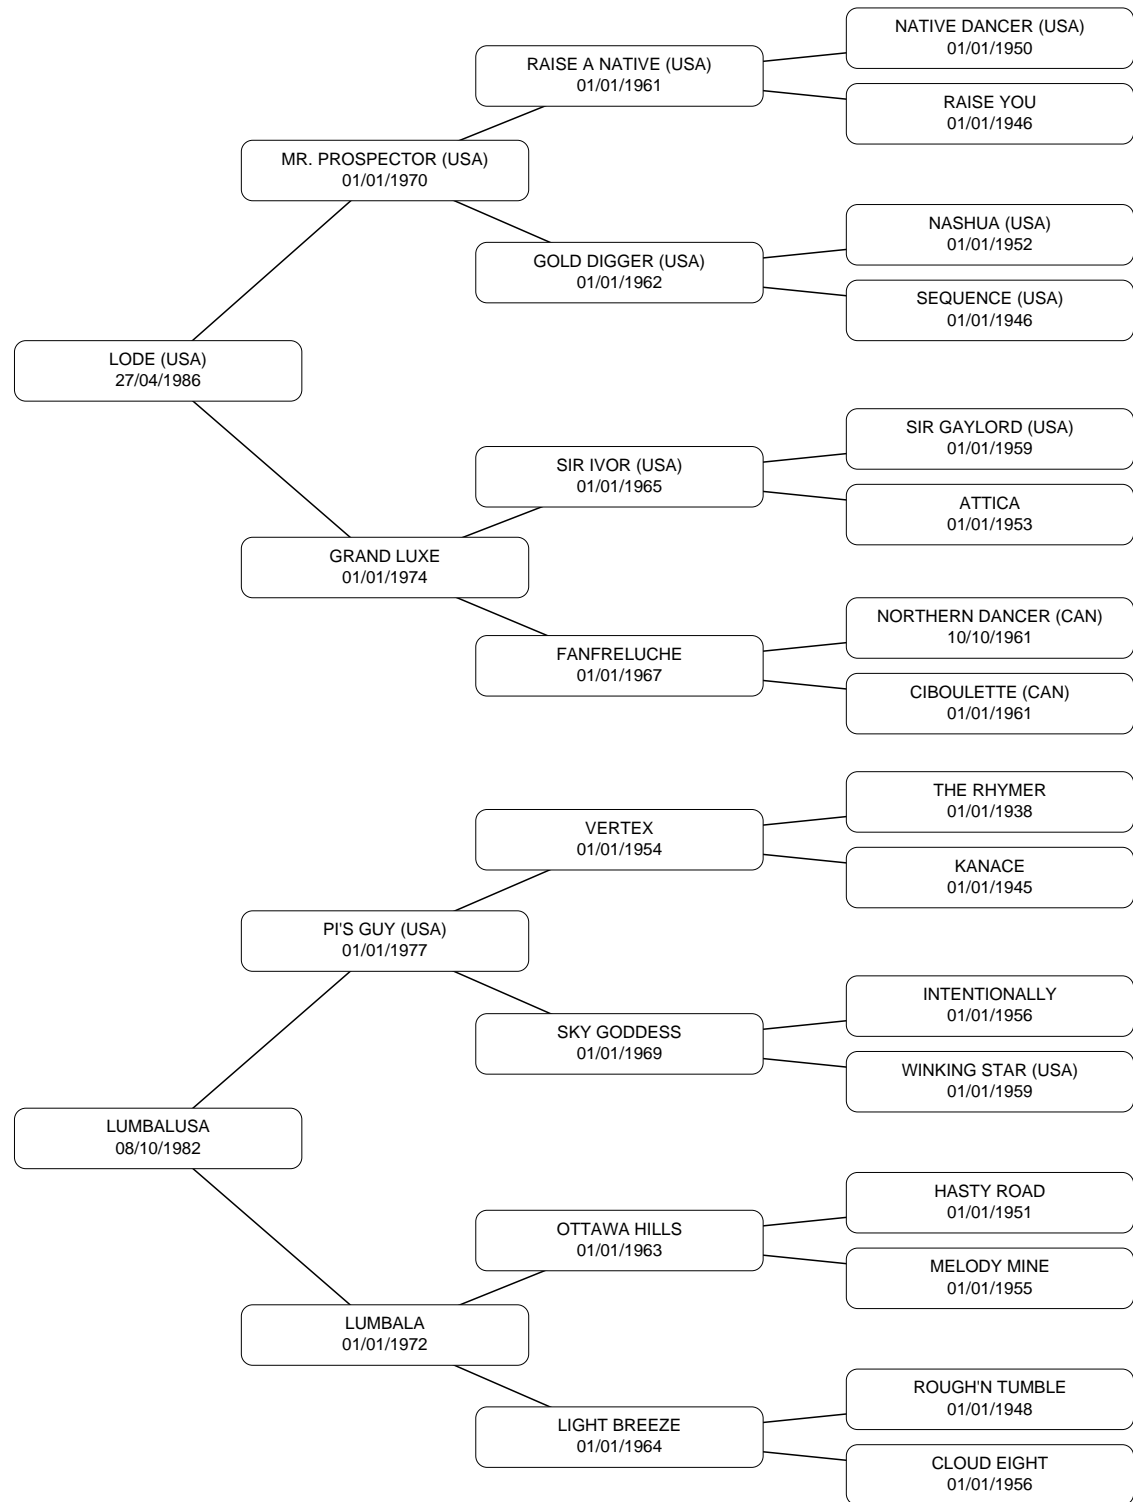 NATIVE DANCER (USA)
01/01/1950
RAISE A NATIVE (USA)
01/01/1961
RAISE YOU
01/01/1946
MR. PROSPECTOR (USA)
01/01/1970
NASHUA (USA)
01/01/1952
GOLD DIGGER (USA)
01/01/1962
SEQUENCE (USA)
01/01/1946
LODE (USA)
27/04/1986
SIR GAYLORD (USA)
01/01/1959
SIR IVOR (USA)
01/01/1965
ATTICA
01/01/1953
GRAND LUXE
01/01/1974
NORTHERN DANCER (CAN)
10/10/1961
FANFRELUCHE
01/01/1967
CIBOULETTE (CAN)
01/01/1961
THE RHYMER
01/01/1938
VERTEX
01/01/1954
KANACE
01/01/1945
PI'S GUY (USA)
01/01/1977
INTENTIONALLY
01/01/1956
SKY GODDESS
01/01/1969
WINKING STAR (USA)
01/01/1959
LUMBALUSA
08/10/1982
HASTY ROAD
01/01/1951
OTTAWA HILLS
01/01/1963
MELODY MINE
01/01/1955
LUMBALA
01/01/1972
ROUGH'N TUMBLE
01/01/1948
LIGHT BREEZE
01/01/1964
CLOUD EIGHT
01/01/1956